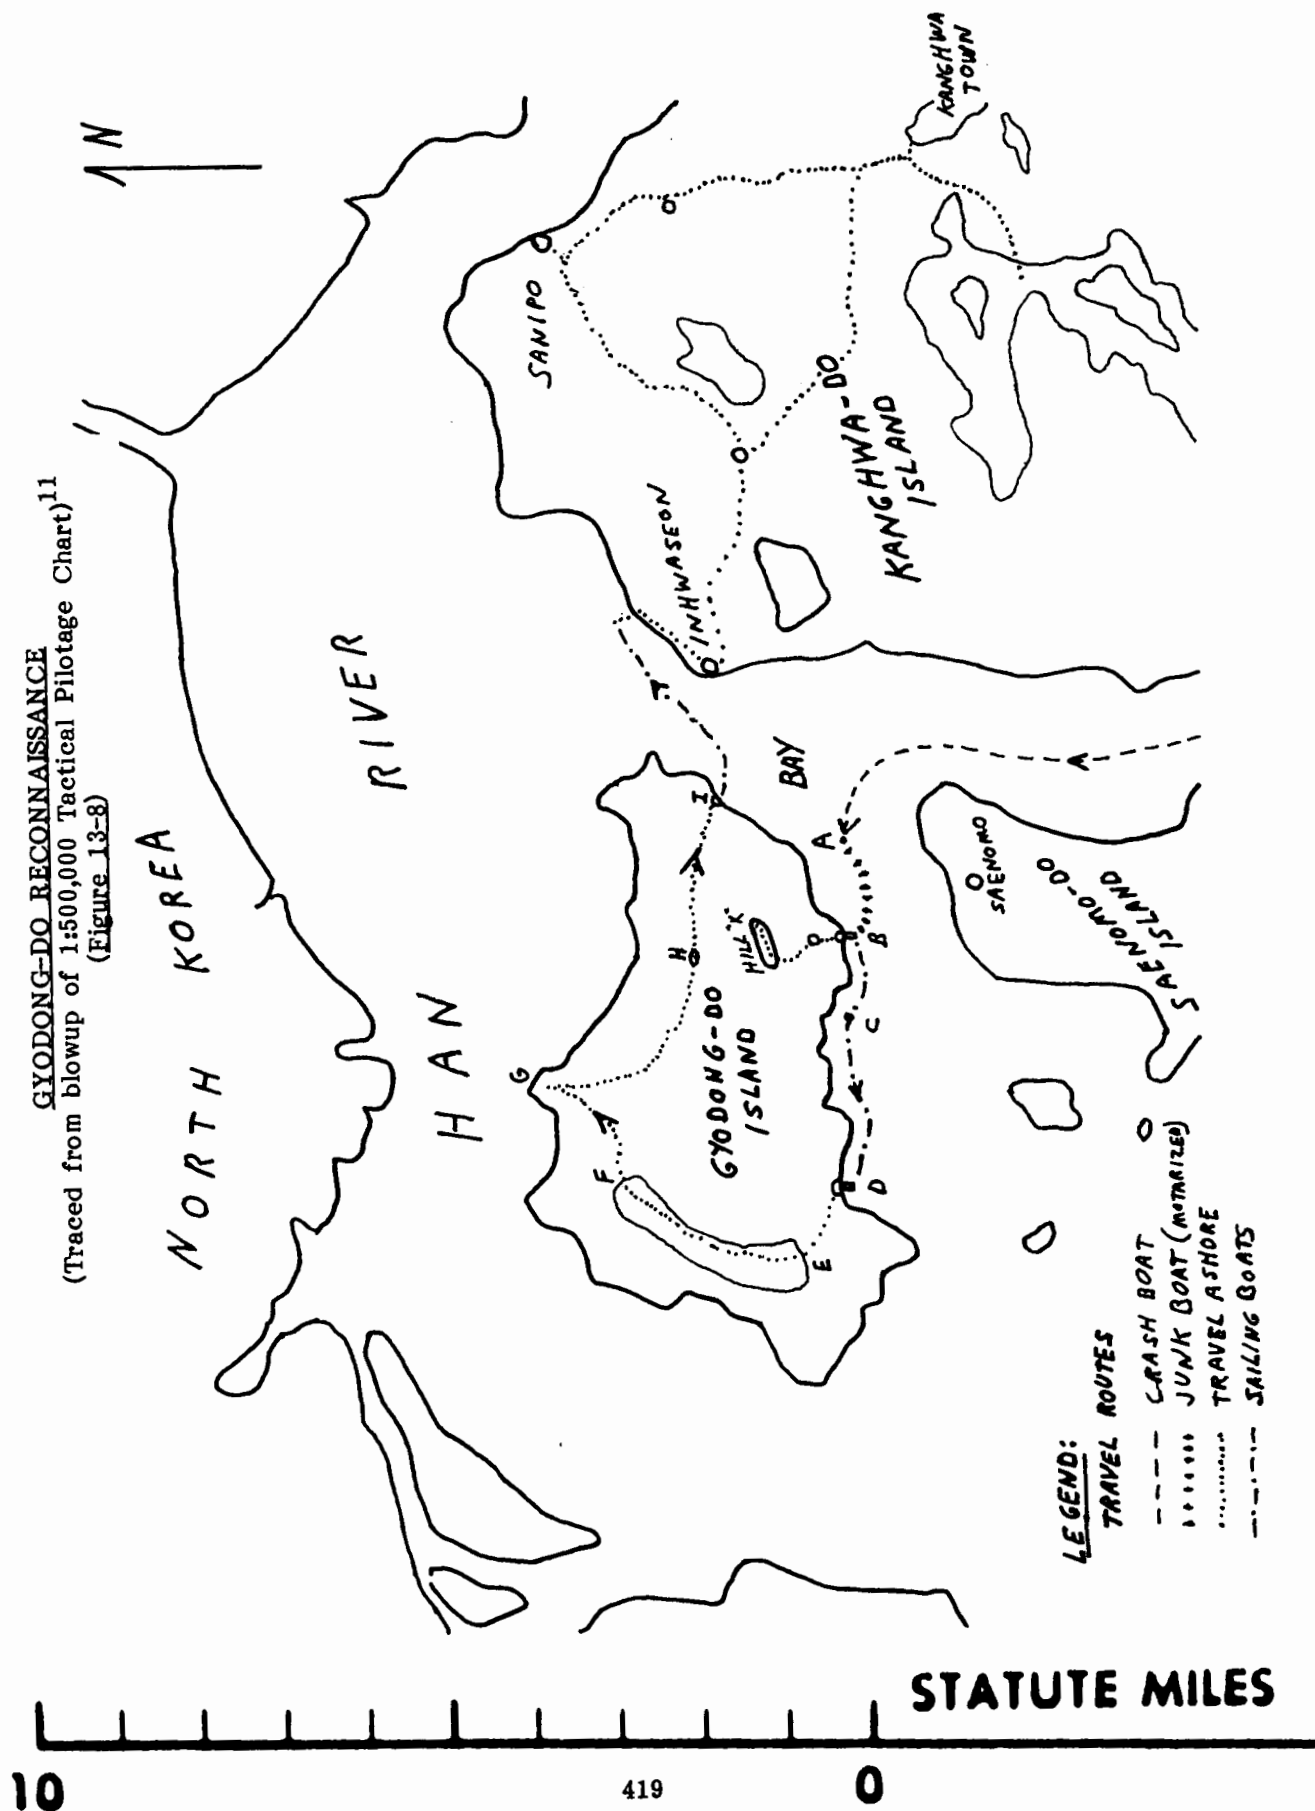 GYODONG-DO RECONNAISSANCE
(Traced from blowup of 1:500,000 Tactical Pilotage Chart)11
(Figure 13-8)
N
NORTH KOREA
HAN RIVER
SANIPO
KANGHWA
TOWN
INHWASEON
KANGHWA-DO
ISLAND
BAY
GYODONG-DO
ISLAND
HILL "K"
A
B
C
D
E
F
G
H
I
SAENOMO
SAENOMO-DO
ISLAND
LEGEND:
TRAVEL ROUTES
CRASH BOAT
JUNK BOAT (MOTARIZED)
TRAVEL ASHORE
SAILING BOATS
STATUTE MILES
10
0
419